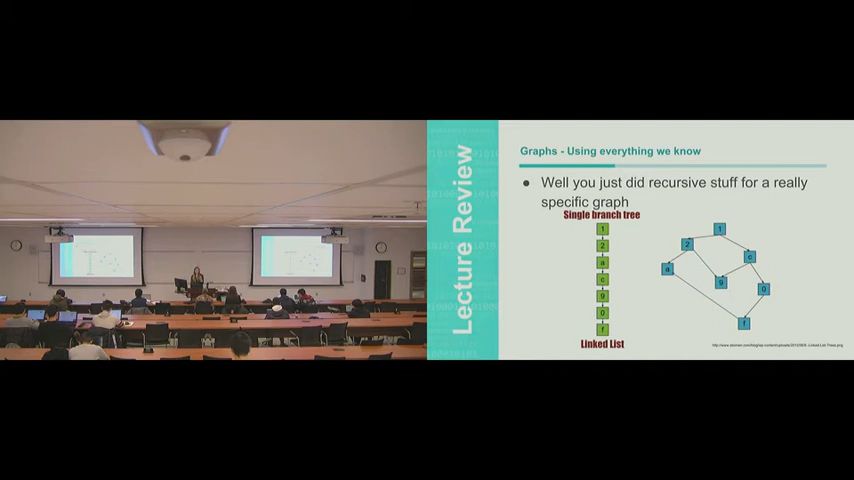 Lecture Review
Graphs - Using everything we know
● Well you just did recursive stuff for a really
specific graph
Single branch tree
1
2
a
c
9
0
f
Linked List
1
2
c
a
9
0
f